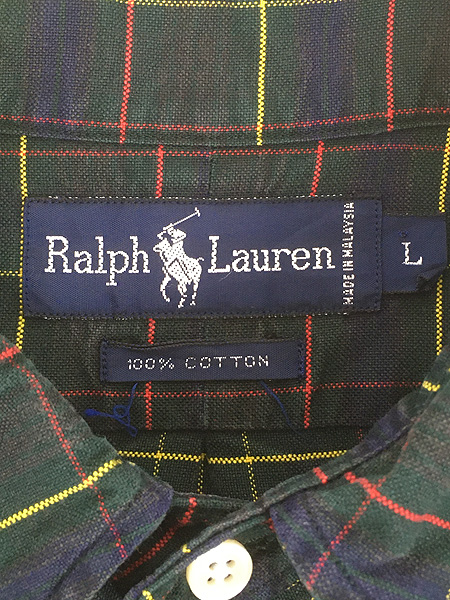 Ralph Lauren
MADE IN MALAYSIA
L
100% COTTON